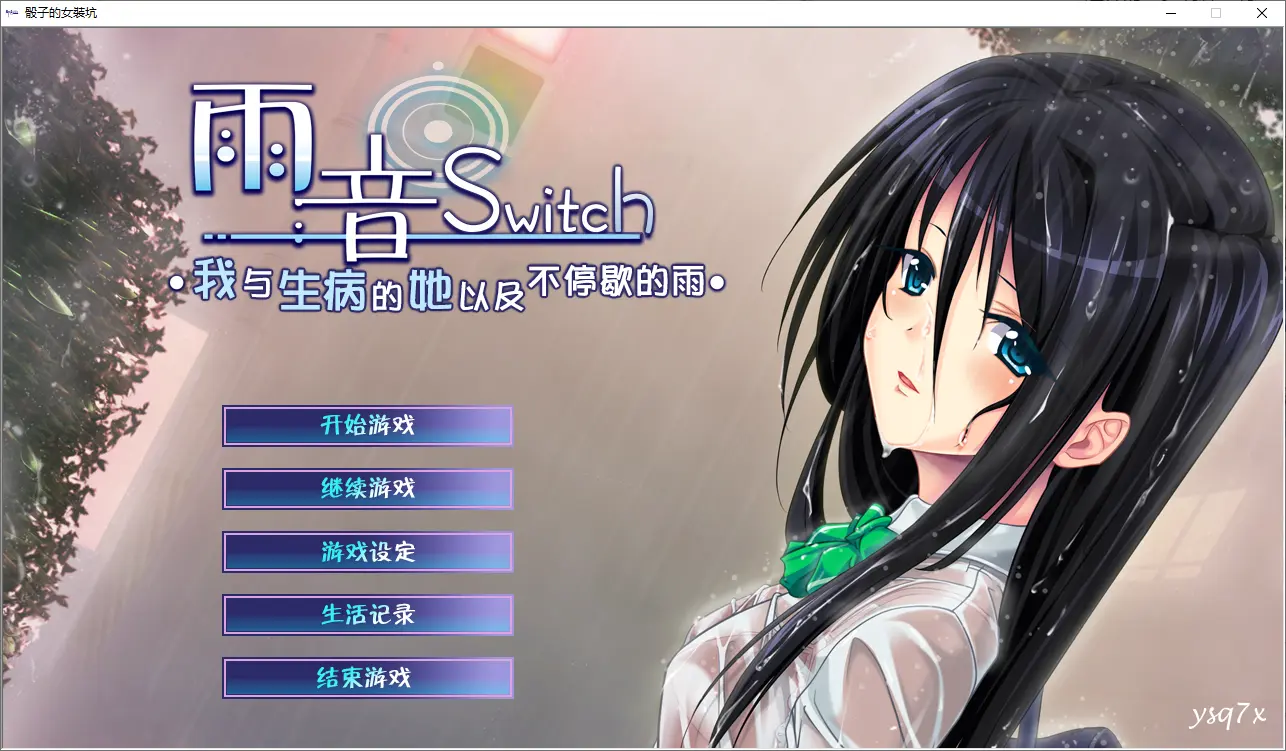 骰子的女装坑
雨音Switch
•我与生病的她以及不停歇的雨•
开始游戏
继续游戏
游戏设定
生活记录
结束游戏
ysq7x